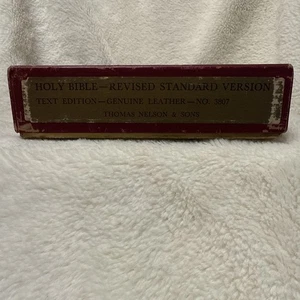 HOLY BIBLE—REVISED STANDARD VERSION
TEXT EDITION—GENUINE LEATHER—NO.
THOMAS NELSON & SONS